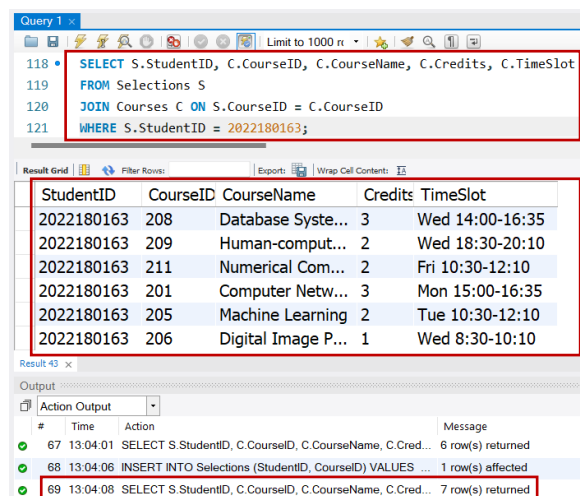 Query 1 ×
Limit to 1000 r
118 SELECT S.StudentID, C.CourseID, C.CourseName, C.Credits, C.TimeSlot
119 FROM Selections S
120 JOIN Courses C ON S.CourseID = C.CourseID
121 WHERE S.StudentID = 2022180163;
Result Grid Filter Rows: Export: Wrap Cell Content:
StudentID CourseID CourseName Credits TimeSlot
2022180163 208 Database Syste... 3 Wed 14:00-16:35
2022180163 209 Human-comput... 2 Wed 18:30-20:10
2022180163 211 Numerical Com... 2 Fri 10:30-12:10
2022180163 201 Computer Netw... 3 Mon 15:00-16:35
2022180163 205 Machine Learning 2 Tue 10:30-12:10
2022180163 206 Digital Image P... 1 Wed 8:30-10:10
Result 43 ×
Output
Action Output
# Time Action Message
67 13:04:01 SELECT S.StudentID, C.CourseID, C.CourseName, C.Cred... 6 row(s) returned
68 13:04:06 INSERT INTO Selections (StudentID, CourseID) VALUES ... 1 row(s) affected
69 13:04:08 SELECT S.StudentID, C.CourseID, C.CourseName, C.Cred... 7 row(s) returned